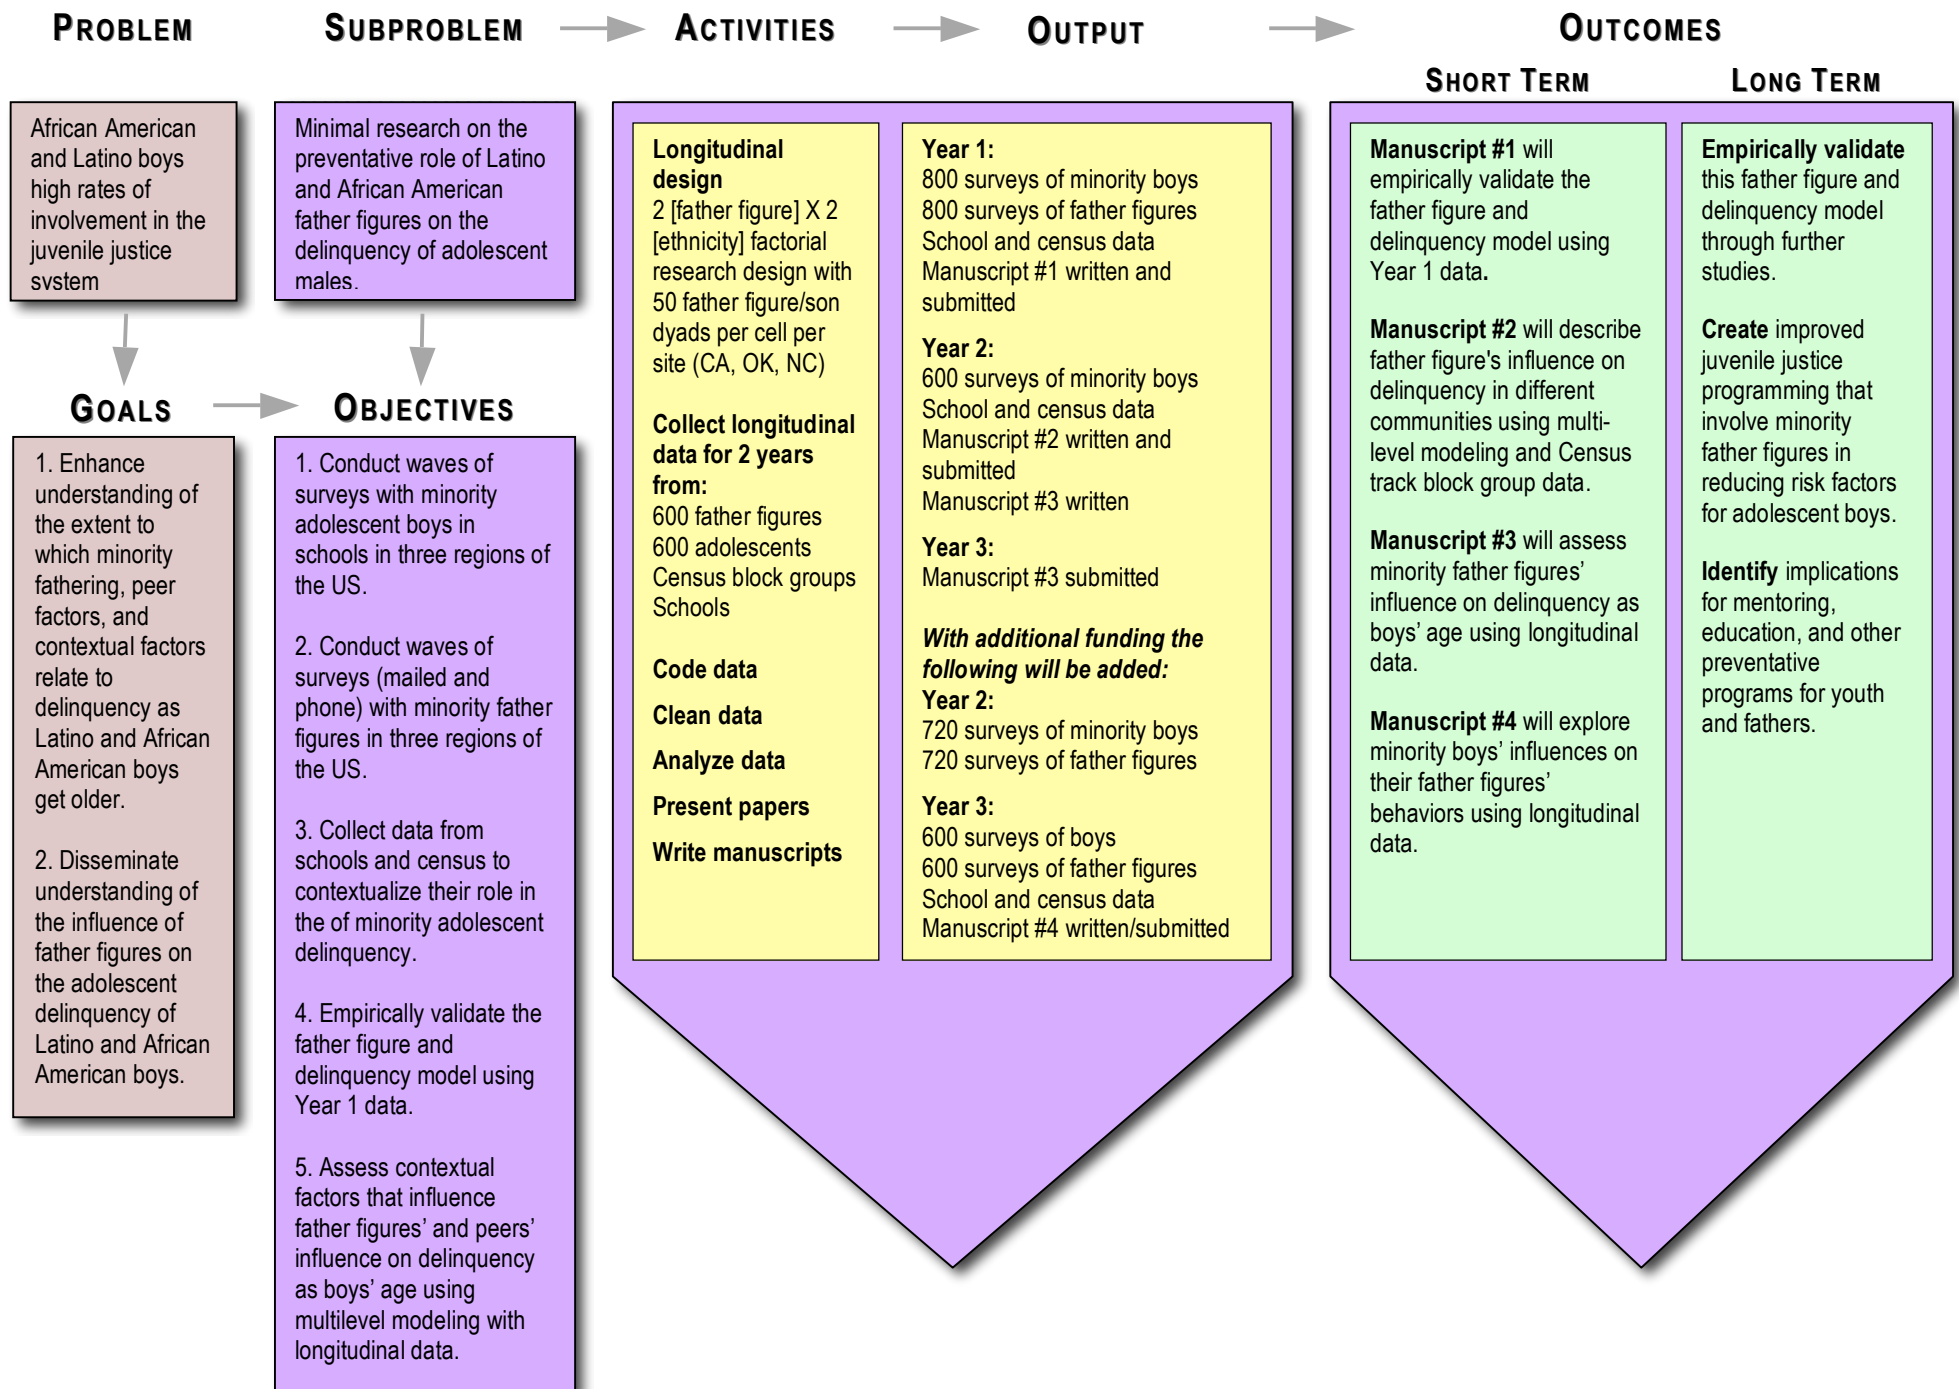 PROBLEM
SUBPROBLEM
ACTIVITIES
OUTPUT
OUTCOMES
SHORT TERM
LONG TERM
African American
and Latino boys
high rates of
involvement in the
juvenile justice
system
Minimal research on the
preventative role of Latino
and African American
father figures on the
delinquency of adolescent
males.
GOALS
OBJECTIVES
1. Enhance
understanding of
the extent to
which minority
fathering, peer
factors, and
contextual factors
relate to
delinquency as
Latino and African
American boys
get older.
2. Disseminate
understanding of
the influence of
father figures on
the adolescent
delinquency of
Latino and African
American boys.
1. Conduct waves of
surveys with minority
adolescent boys in
schools in three regions of
the US.
2. Conduct waves of
surveys (mailed and
phone) with minority father
figures in three regions of
the US.
3. Collect data from
schools and census to
contextualize their role in
the of minority adolescent
delinquency.
4. Empirically validate the
father figure and
delinquency model using
Year 1 data.
5. Assess contextual
factors that influence
father figures’ and peers’
influence on delinquency
as boys’ age using
multilevel modeling with
longitudinal data.
Longitudinal
design
2 [father figure] X 2
[ethnicity] factorial
research design with
50 father figure/son
dyads per cell per
site (CA, OK, NC)
Collect longitudinal
data for 2 years
from:
600 father figures
600 adolescents
Census block groups
Schools
Code data
Clean data
Analyze data
Present papers
Write manuscripts
Year 1:
800 surveys of minority boys
800 surveys of father figures
School and census data
Manuscript #1 written and
submitted
Year 2:
600 surveys of minority boys
School and census data
Manuscript #2 written and
submitted
Manuscript #3 written
Year 3:
Manuscript #3 submitted
With additional funding the
following will be added:
Year 2:
720 surveys of minority boys
720 surveys of father figures
Year 3:
600 surveys of boys
600 surveys of father figures
School and census data
Manuscript #4 written/submitted
Manuscript #1 will
empirically validate the
father figure and
delinquency model using
Year 1 data.
Manuscript #2 will describe
father figure's influence on
delinquency in different
communities using multi-
level modeling and Census
track block group data.
Manuscript #3 will assess
minority father figures’
influence on delinquency as
boys’ age using longitudinal
data.
Manuscript #4 will explore
minority boys’ influences on
their father figures’
behaviors using longitudinal
data.
Empirically validate
this father figure and
delinquency model
through further
studies.
Create improved
juvenile justice
programming that
involve minority
father figures in
reducing risk factors
for adolescent boys.
Identify implications
for mentoring,
education, and other
preventative
programs for youth
and fathers.